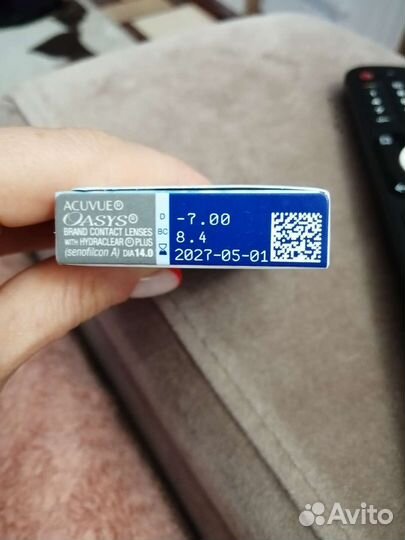 ACUVUE®
OASYS®
BRAND CONTACT LENSES
WITH HYDRACLEAR® PLUS
(senofilcon A) DIA 14.0
D -7.00
BC 8.4
2027-05-01
Avito